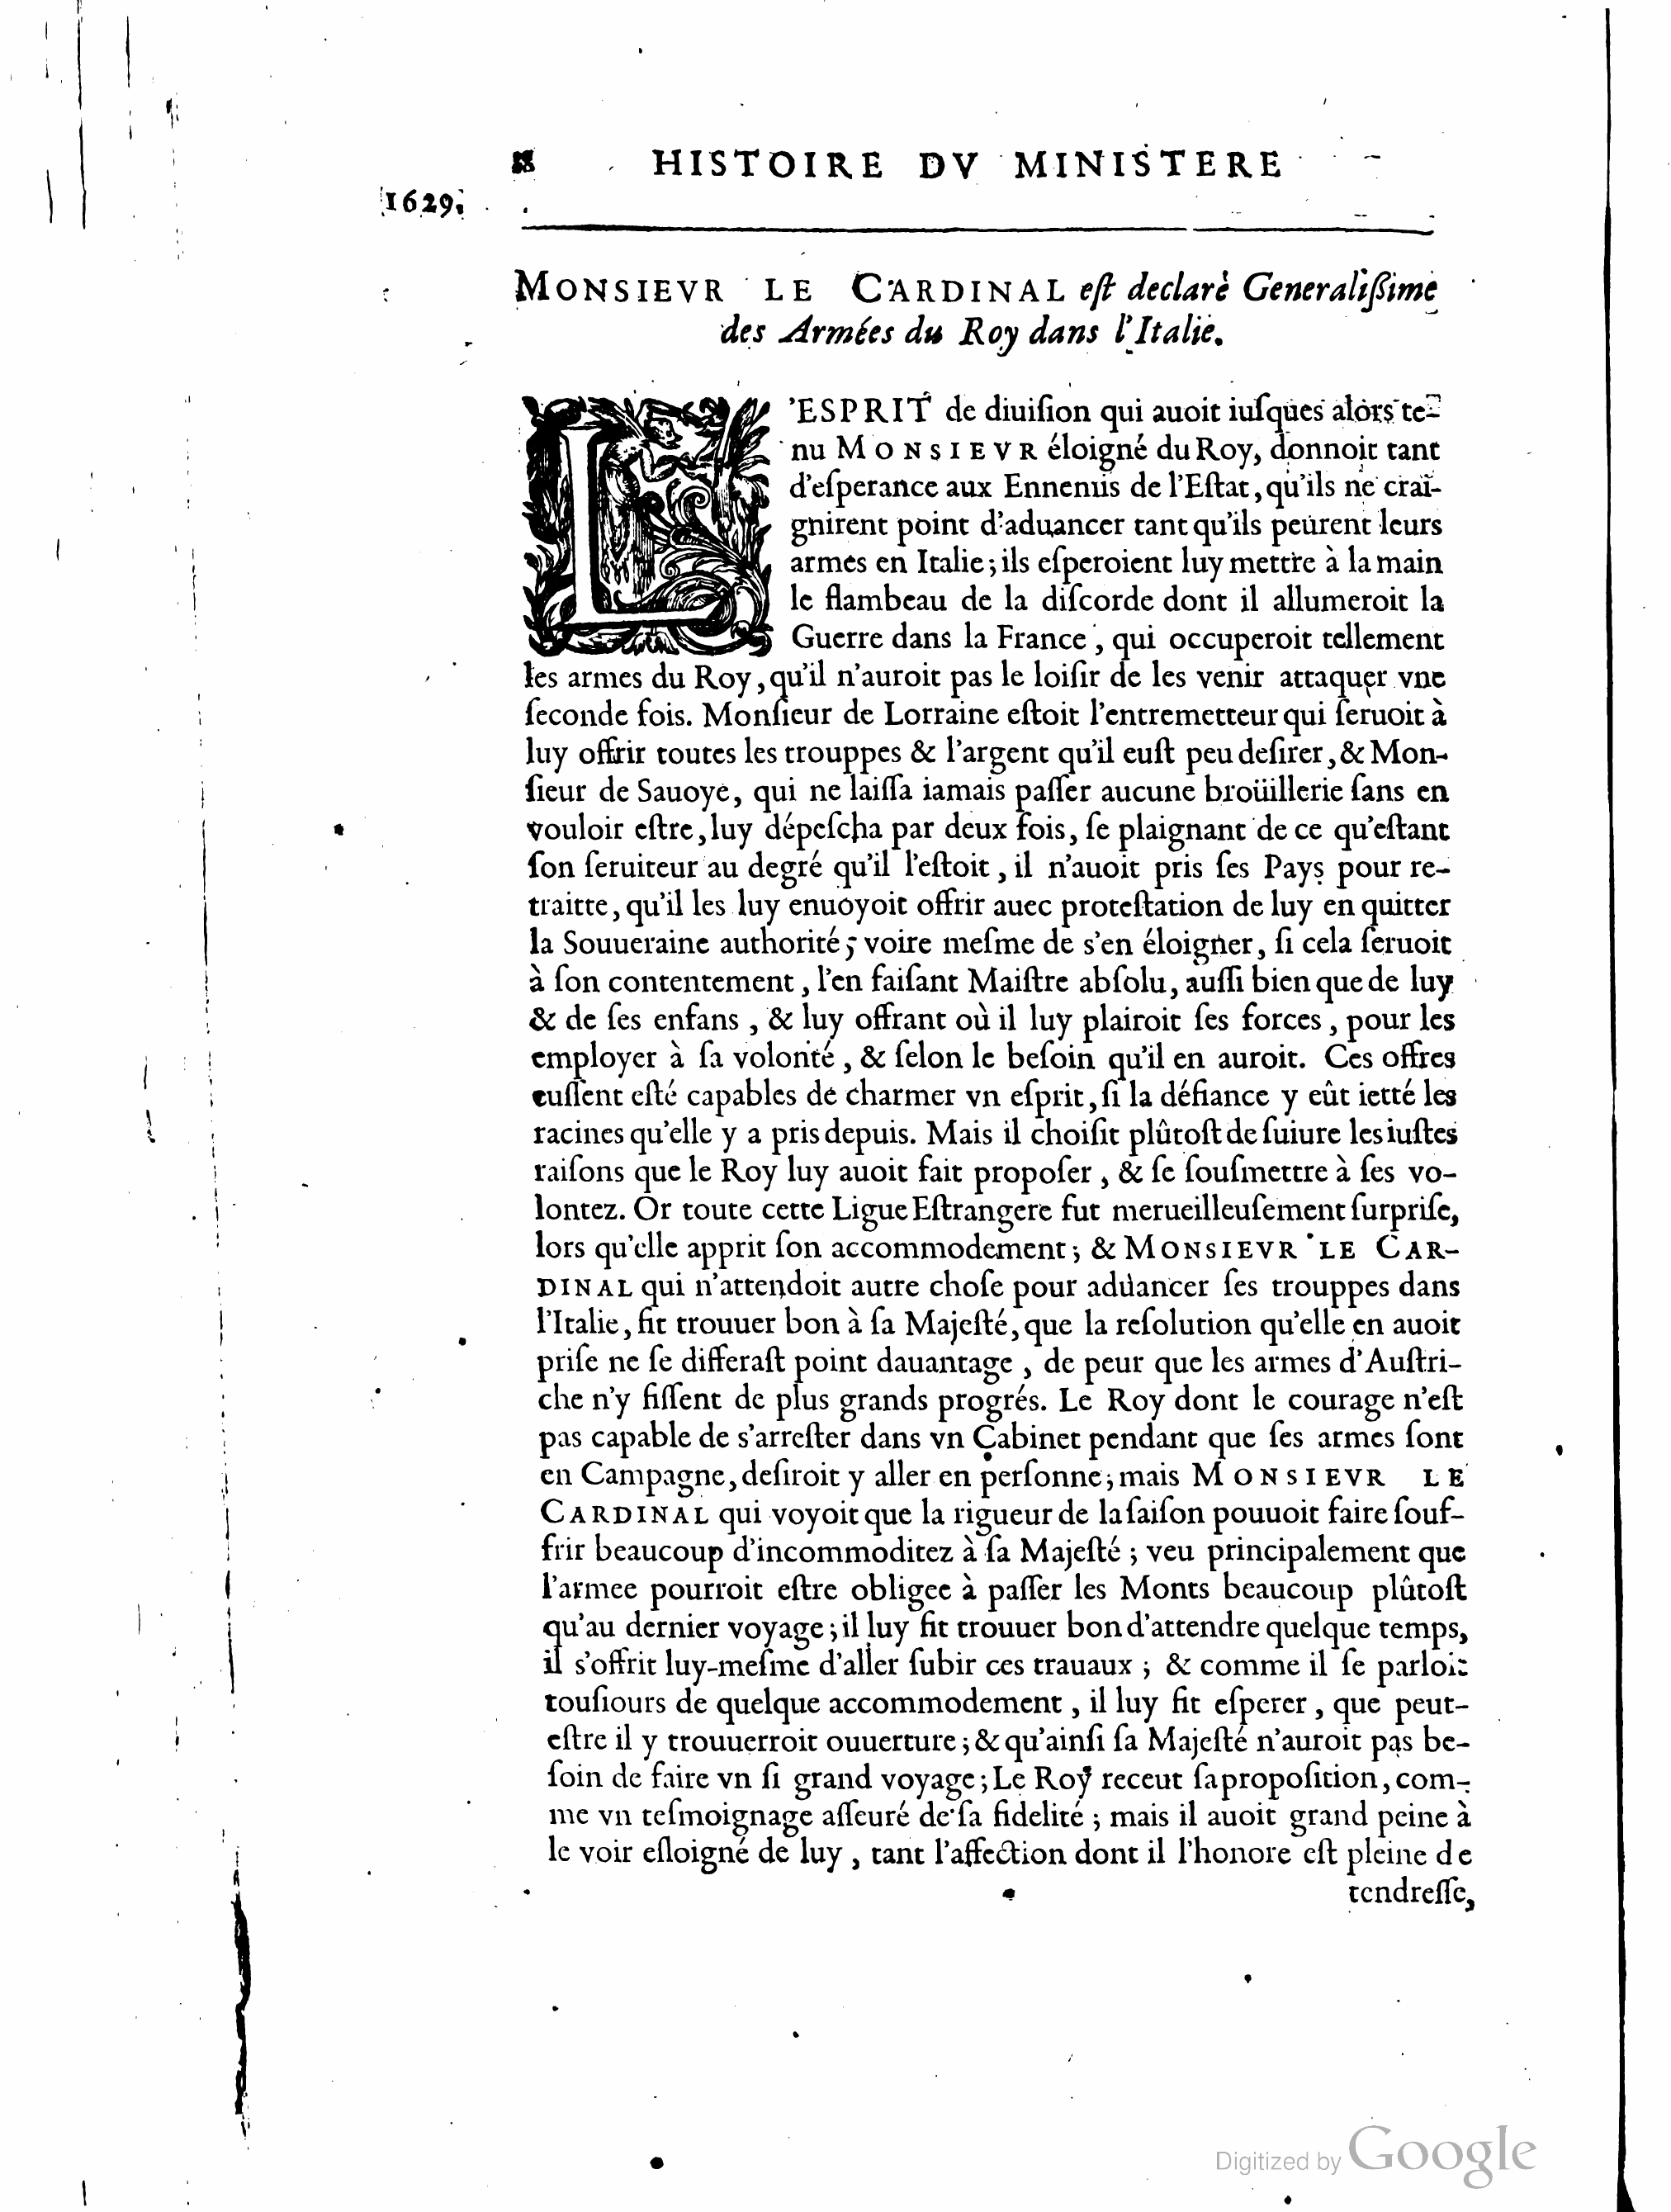 88 HISTOIRE DV MINISTERE
1629.
MONSIEVR LE CARDINAL eſt declarè Generaliſſime
des Armées du Roy dans l'Italie.
L'ESPRIT de diuiſion qui auoit iuſques alors te-
nu MONSIEVR éloigné du Roy, donnoit tant
d'eſperance aux Ennemis de l'Eſtat, qu'ils ne crai-
gnirent point d'aduancer tant qu'ils peurent leurs
armes en Italie; ils eſperoient luy mettre à la main
le flambeau de la diſcorde dont il allumeroit la
Guerre dans la France, qui occuperoit tellement
les armes du Roy, qu'il n'auroit pas le loiſir de les venir attaquer vne
ſeconde fois. Monſieur de Lorraine eſtoit l'entremetteur qui ſeruoit à
luy offrir toutes les trouppes & l'argent qu'il euſt peu deſirer, & Mon-
ſieur de Sauoye, qui ne laiſſa iamais paſſer aucune broüillerie ſans en
vouloir eſtre, luy dépeſcha par deux fois, ſe plaignant de ce qu'eſtant
ſon ſeruiteur au degré qu'il l'eſtoit, il n'auoit pris ſes Pays pour re-
traitte, qu'il les luy enuoyoit offrir auec proteſtation de luy en quitter
la Souueraine authorité; voire meſme de s'en éloigner, ſi cela ſeruoit
à ſon contentement, l'en faiſant Maiſtre abſolu, auſſi bien que de luy
& de ſes enfans, & luy offrant où il luy plairoit ſes forces, pour les
employer à ſa volonté, & ſelon le beſoin qu'il en auroit. Ces offres
euſſent eſté capables de charmer vn eſprit, ſi la défiance y eût ietté les
racines qu'elle y a pris depuis. Mais il choiſit plûtoſt de ſuiure les iuſtes
raiſons que le Roy luy auoit fait propoſer, & ſe ſouſmettre à ſes vo-
lontez. Or toute cette Ligue Eſtrangere fut merueilleuſement ſurpriſe,
lors qu'elle apprit ſon accommodement; & MONSIEVR LE CAR-
DINAL qui n'attendoit autre choſe pour aduancer ſes trouppes dans
l'Italie, fit trouuer bon à ſa Majeſté, que la reſolution qu'elle en auoit
priſe ne ſe differaſt point dauantage, de peur que les armes d'Auſtri-
che n'y fiſſent de plus grands progrés. Le Roy dont le courage n'eſt
pas capable de s'arreſter dans vn Cabinet pendant que ſes armes ſont
en Campagne, deſiroit y aller en perſonne; mais MONSIEVR LE
CARDINAL qui voyoit que la rigueur de la ſaiſon pouuoit faire ſouf-
frir beaucoup d'incommoditez à ſa Majeſté; veu principalement que
l'armee pourroit eſtre obligee à paſſer les Monts beaucoup plûtoſt
qu'au dernier voyage; il luy fit trouuer bon d'attendre quelque temps,
il s'offrit luy-meſme d'aller ſubir ces trauaux; & comme il ſe parloit
touſiours de quelque accommodement, il luy fit eſperer, que peut-
eſtre il y trouuerroit ouuerture; & qu'ainſi ſa Majeſté n'auroit pas be-
ſoin de faire vn ſi grand voyage; Le Roy receut ſa propoſition, com-
me vn teſmoignage aſſeuré de ſa fidelité; mais il auoit grand peine à
le voir eſloigné de luy, tant l'affection dont il l'honore eſt pleine de
tendreſſe,
Digitized by Google